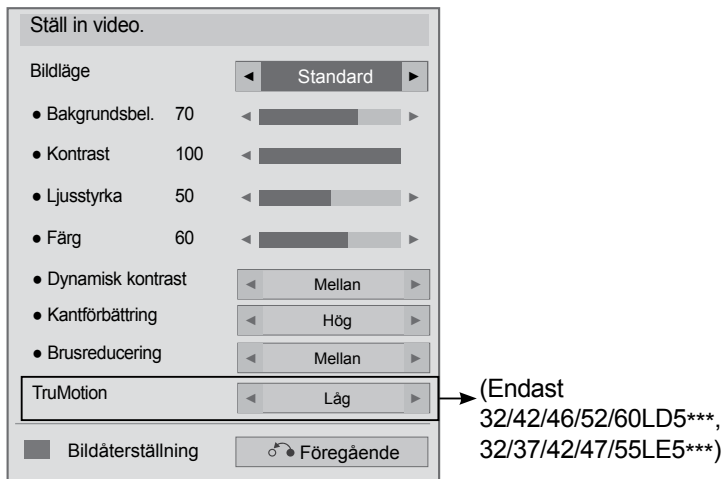 Ställ in video.
Bildläge ◄ Standard ►
● Bakgrundsbel. 70 ◄ ►
● Kontrast 100 ◄
● Ljusstyrka 50 ◄ ►
● Färg 60 ◄ ►
● Dynamisk kontrast ◄ Mellan ►
● Kantförbättring ◄ Hög ►
● Brusreducering ◄ Mellan ►
TruMotion ◄ Låg ►
(Endast
32/42/46/52/60LD5***,
32/37/42/47/55LE5***)
Bildåterställning Föregående